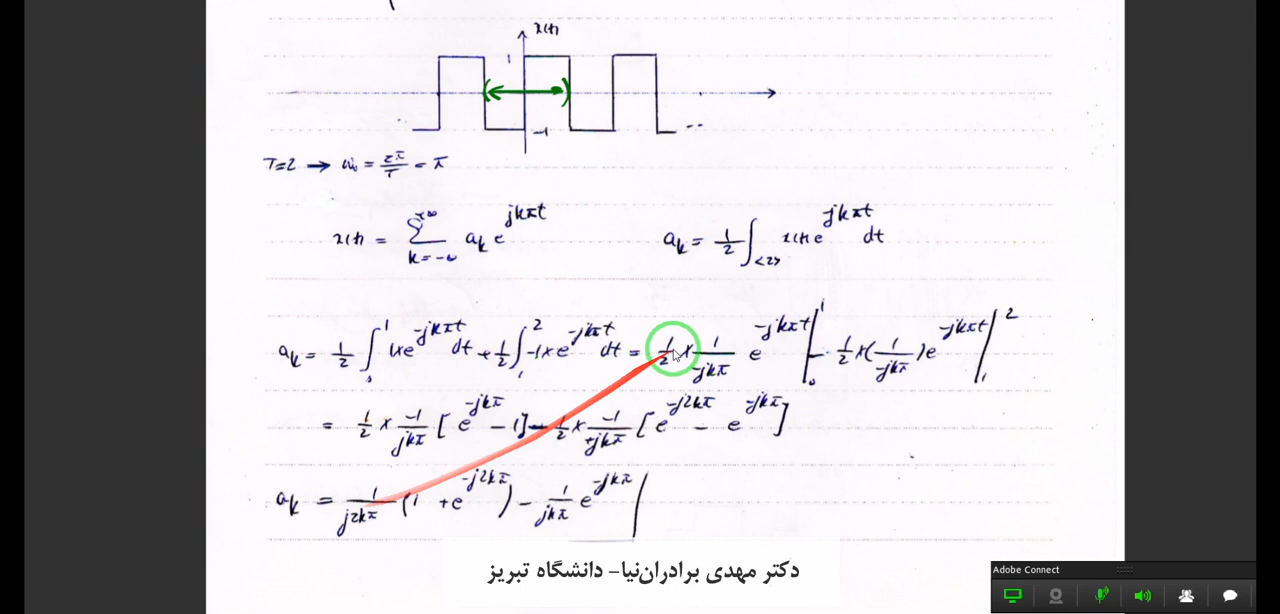 x(t)
1
-1
...
T=2 → ω₀ = 2π/T = π
x(t) = Σ_{k=-∞}^{+∞} a_k e^{jkπt}    a_k = 1/2 ∫_{<2>} x(t) e^{jkπt} dt
a_k = 1/2 ∫_0^1 1×e^{-jkπt} dt + 1/2 ∫_1^2 -1×e^{-jkπt} dt = 1/2 × 1/(-jkπ) e^{-jkπt} |_0^1 - 1/2 × (1/(-jkπ)) e^{-jkπt} |_1^2
= 1/2 × -1/(jkπ) [e^{-jkπ} - 1] - 1/2 × -1/(+jkπ) [e^{-j2kπ} - e^{-jkπ}]
a_k = 1/(j2kπ) (1 + e^{-j2kπ}) - 1/(jkπ) e^{-jkπ} |
دکتر مهدی برادران‌نیا- دانشگاه تبریز
Adobe Connect